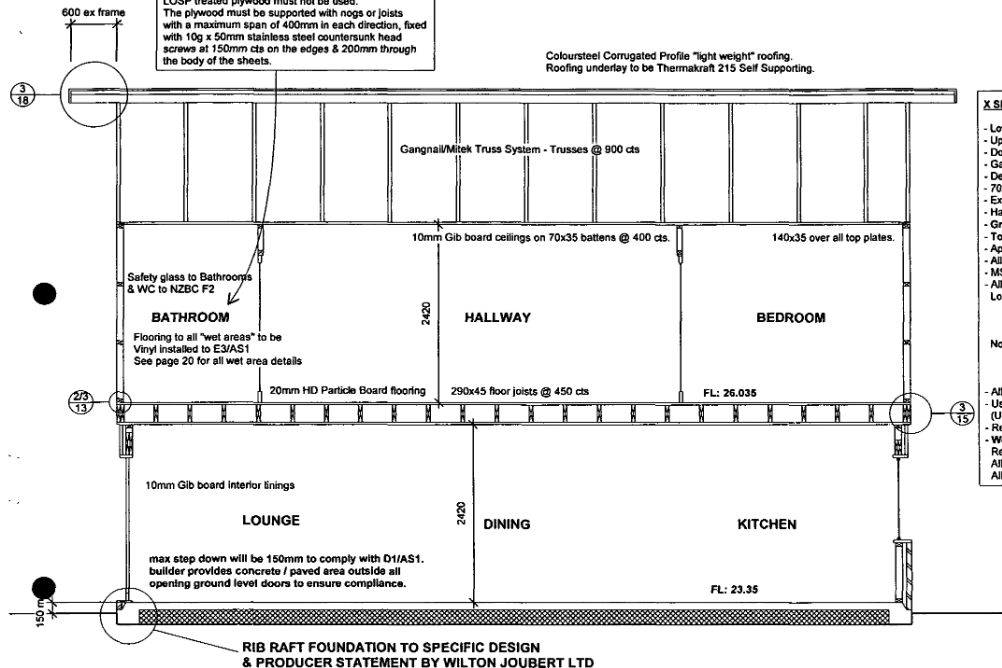 LOSP treated plywood must not be used.
The plywood must be supported with nogs or joists
with a maximum span of 400mm in each direction, fixed
with 10g x 50mm stainless steel countersunk head
screws at 150mm cts on the edges & 200mm through
the body of the sheets.
600 ex frame
Coloursteel Corrugated Profile "light weight" roofing.
Roofing underlay to be Thermakraft 215 Self Supporting.
3
18
Gangnail/Mitek Truss System - Trusses @ 900 cts
10mm Gib board ceilings on 70x35 battens @ 400 cts.
140x35 over all top plates.
Safety glass to Bathrooms
& WC to NZBC F2
BATHROOM
2420
HALLWAY
BEDROOM
Flooring to all "wet areas" to be
Vinyl installed to E3/AS1
See page 20 for all wet area details
20mm HD Particle Board flooring
290x45 floor joists @ 450 cts
FL: 26.035
2/3
13
3
15
10mm Gib board interior linings
LOUNGE
2420
DINING
KITCHEN
max step down will be 150mm to comply with D1/AS1.
builder provides concrete / paved area outside all
opening ground level doors to ensure compliance.
FL: 23.35
150 m
RIB RAFT FOUNDATION TO SPECIFIC DESIGN
& PRODUCER STATEMENT BY WILTON JOUBERT LTD